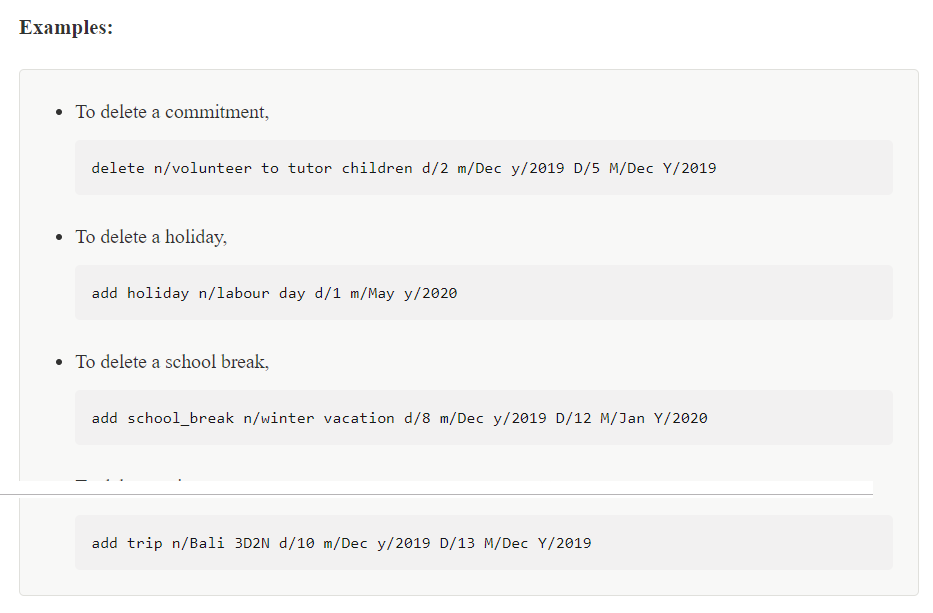 Examples:
To delete a commitment,
delete n/volunteer to tutor children d/2 m/Dec y/2019 D/5 M/Dec Y/2019
To delete a holiday,
add holiday n/labour day d/1 m/May y/2020
To delete a school break,
add school_break n/winter vacation d/8 m/Dec y/2019 D/12 M/Jan Y/2020
add trip n/Bali 3D2N d/10 m/Dec y/2019 D/13 M/Dec Y/2019